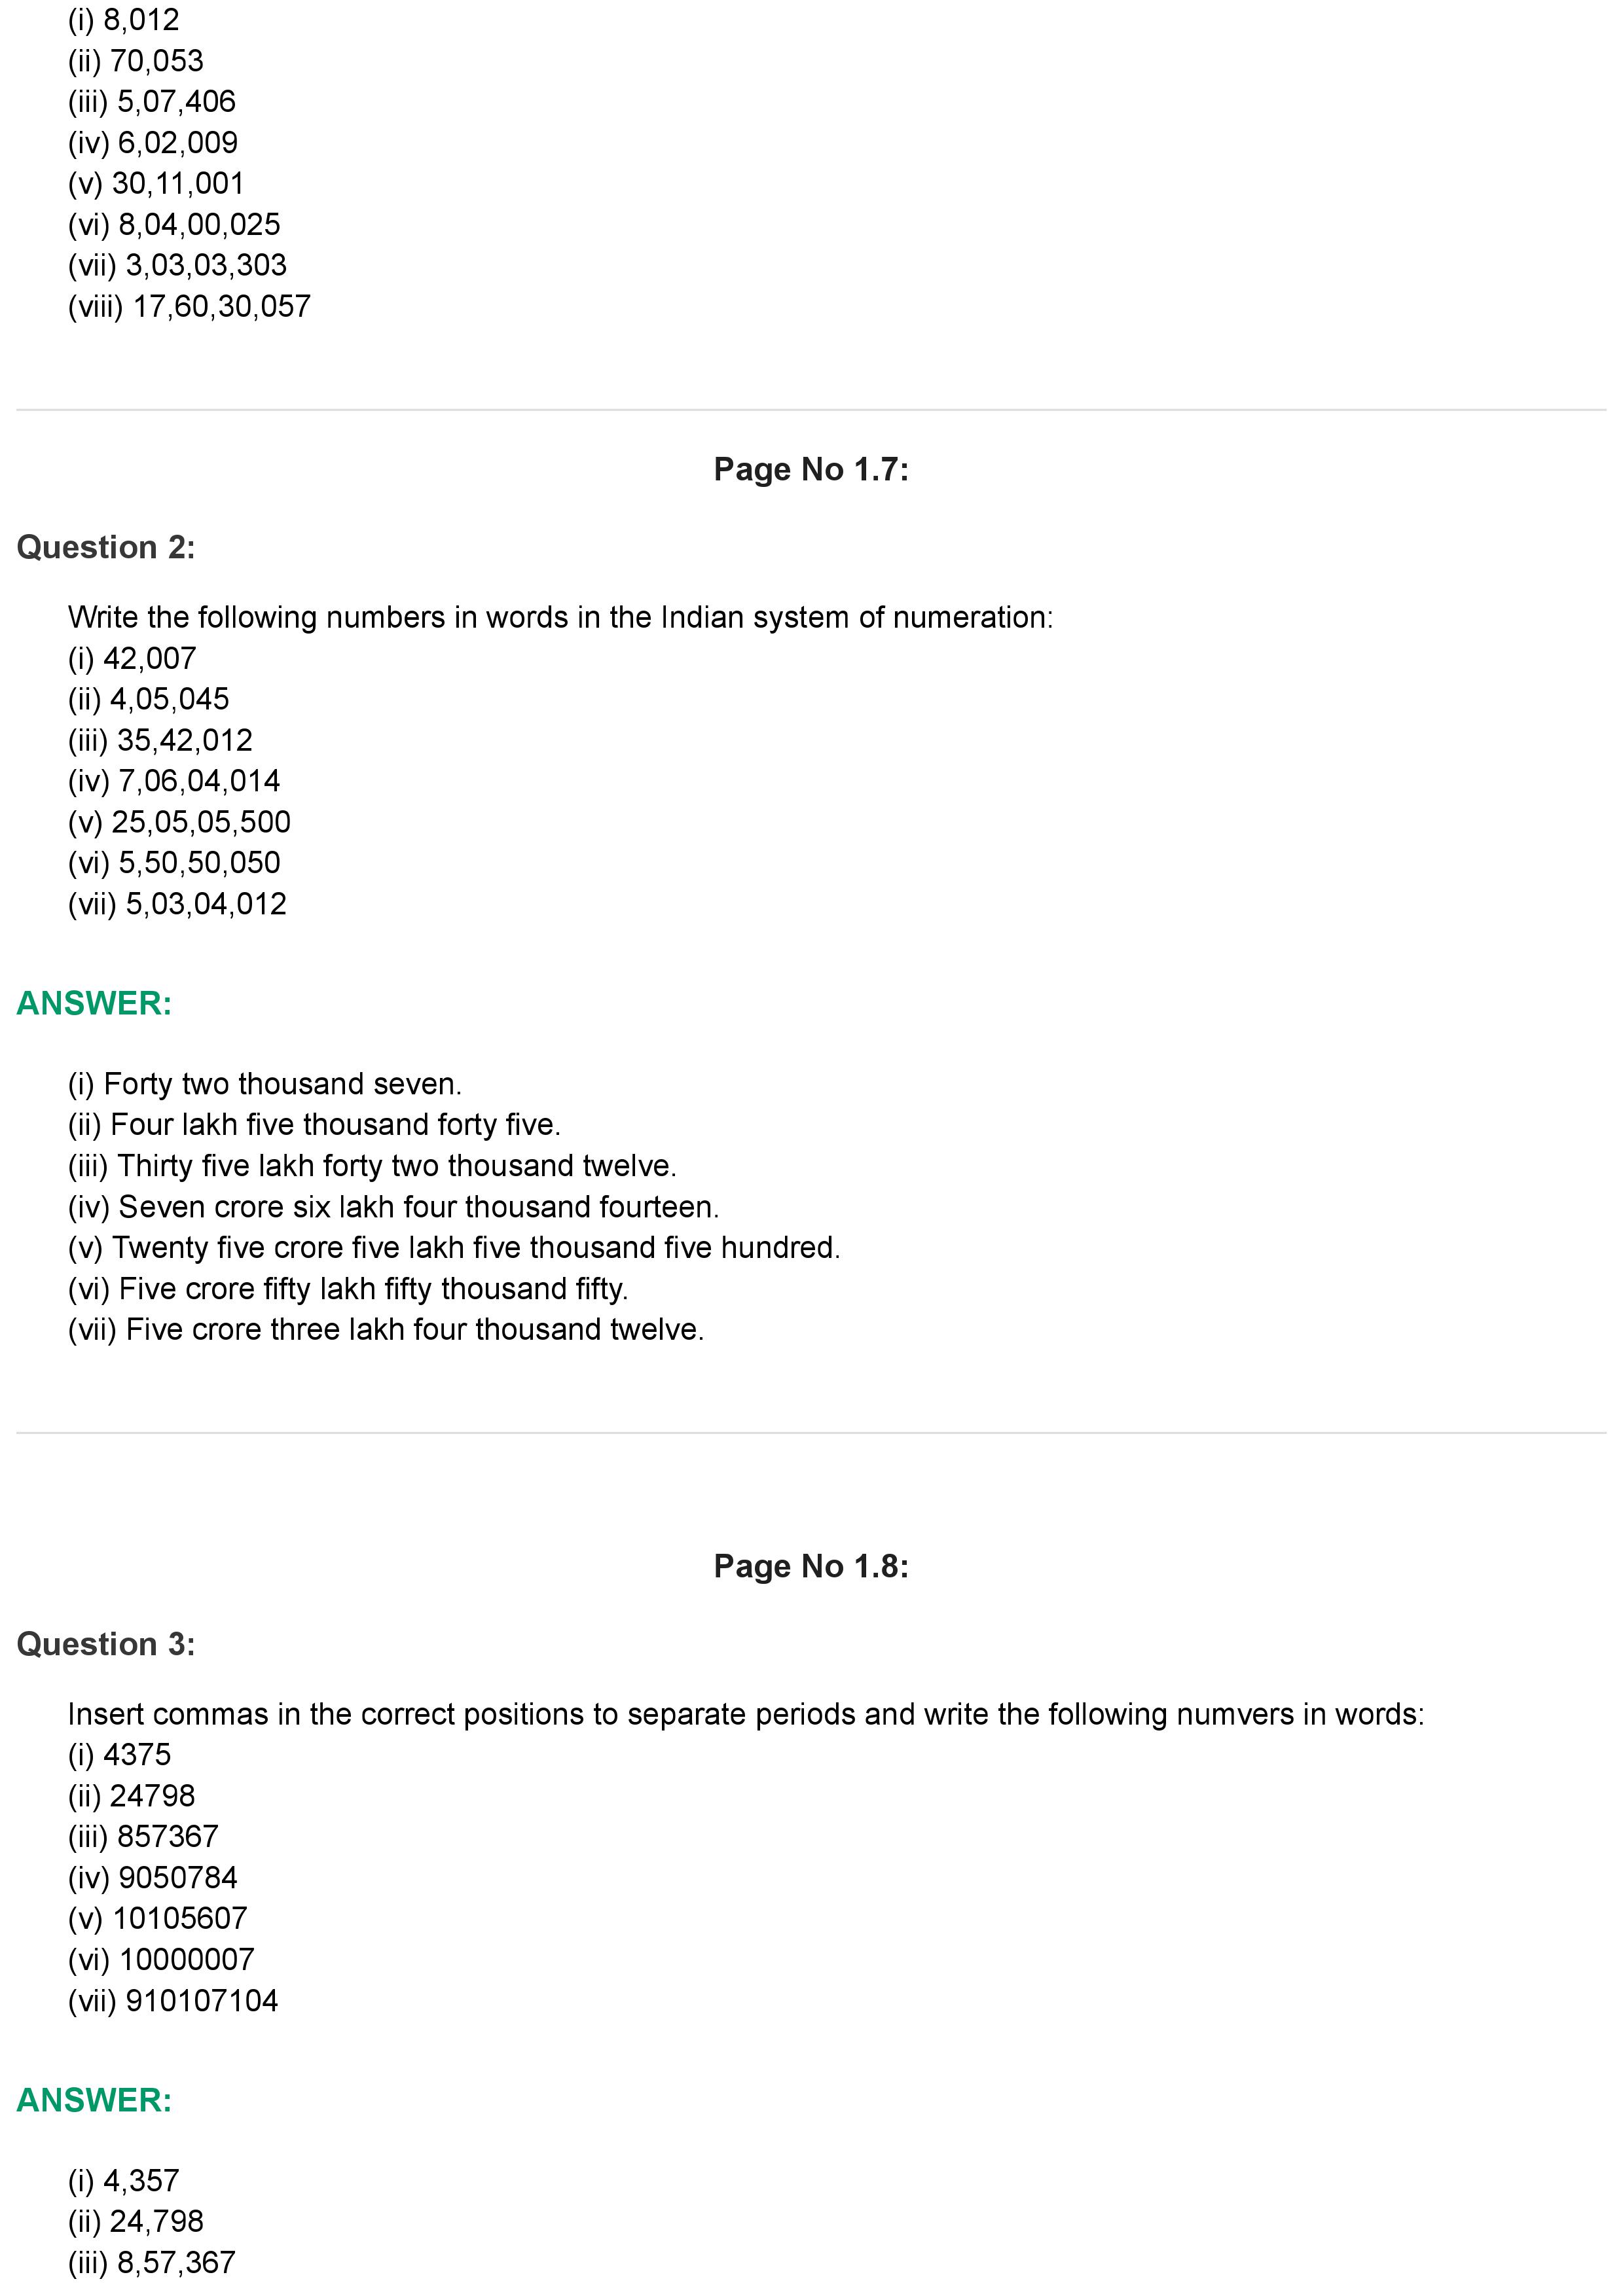 (i) 8,012
(ii) 70,053
(iii) 5,07,406
(iv) 6,02,009
(v) 30,11,001
(vi) 8,04,00,025
(vii) 3,03,03,303
(viii) 17,60,30,057
Page No 1.7:
Question 2:
Write the following numbers in words in the Indian system of numeration:
(i) 42,007
(ii) 4,05,045
(iii) 35,42,012
(iv) 7,06,04,014
(v) 25,05,05,500
(vi) 5,50,50,050
(vii) 5,03,04,012
ANSWER:
(i) Forty two thousand seven.
(ii) Four lakh five thousand forty five.
(iii) Thirty five lakh forty two thousand twelve.
(iv) Seven crore six lakh four thousand fourteen.
(v) Twenty five crore five lakh five thousand five hundred.
(vi) Five crore fifty lakh fifty thousand fifty.
(vii) Five crore three lakh four thousand twelve.
Page No 1.8:
Question 3:
Insert commas in the correct positions to separate periods and write the following numvers in words:
(i) 4375
(ii) 24798
(iii) 857367
(iv) 9050784
(v) 10105607
(vi) 10000007
(vii) 910107104
ANSWER:
(i) 4,357
(ii) 24,798
(iii) 8,57,367